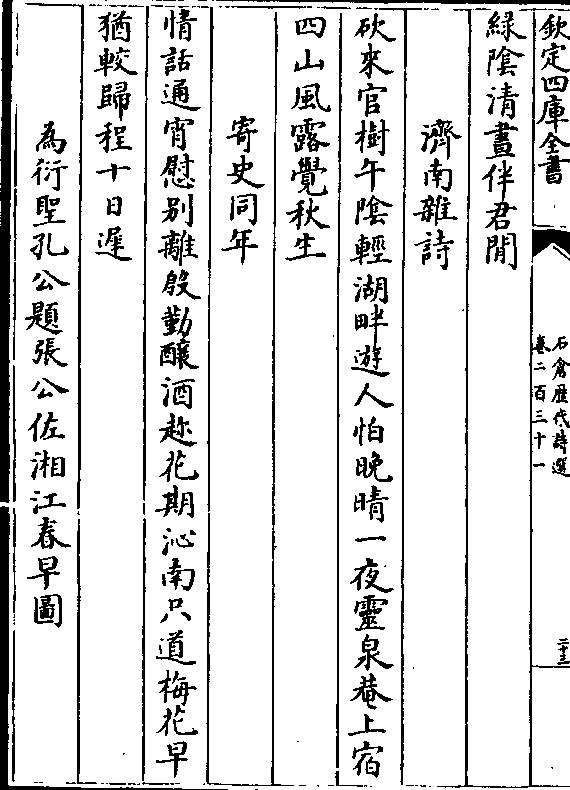 欽定四庫全書
石倉歷代詩選
卷二百三十一
二十三
綠陰清晝伴君閒
濟南雜詩
砍來官樹午陰輕湖畔遊人怕晚晴一夜靈泉菴上宿
四山風露覺秋生
寄史同年
情話通宵慰别離殷勤釀酒趂花期沁南只道梅花早
猶較歸程十日遲
為衍聖孔公題張公佐湘江春早圖